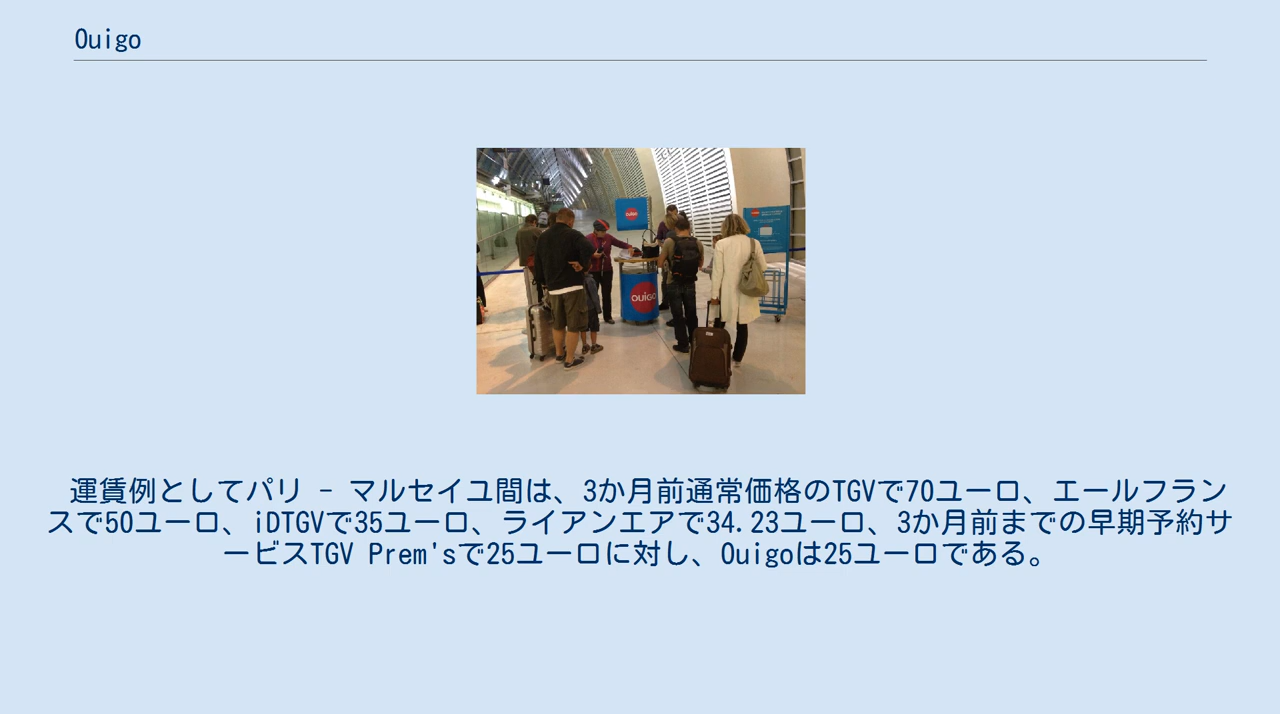 Ouigo
ouigo
運賃例としてパリ - マルセイユ間は、3か月前通常価格のTGVで70ユーロ、エールフラン
スで50ユーロ、iDTGVで35ユーロ、ライアンエアで34.23ユーロ、3か月前までの早期予約サ
ービスTGV Prem'sで25ユーロに対し、Ouigoは25ユーロである。